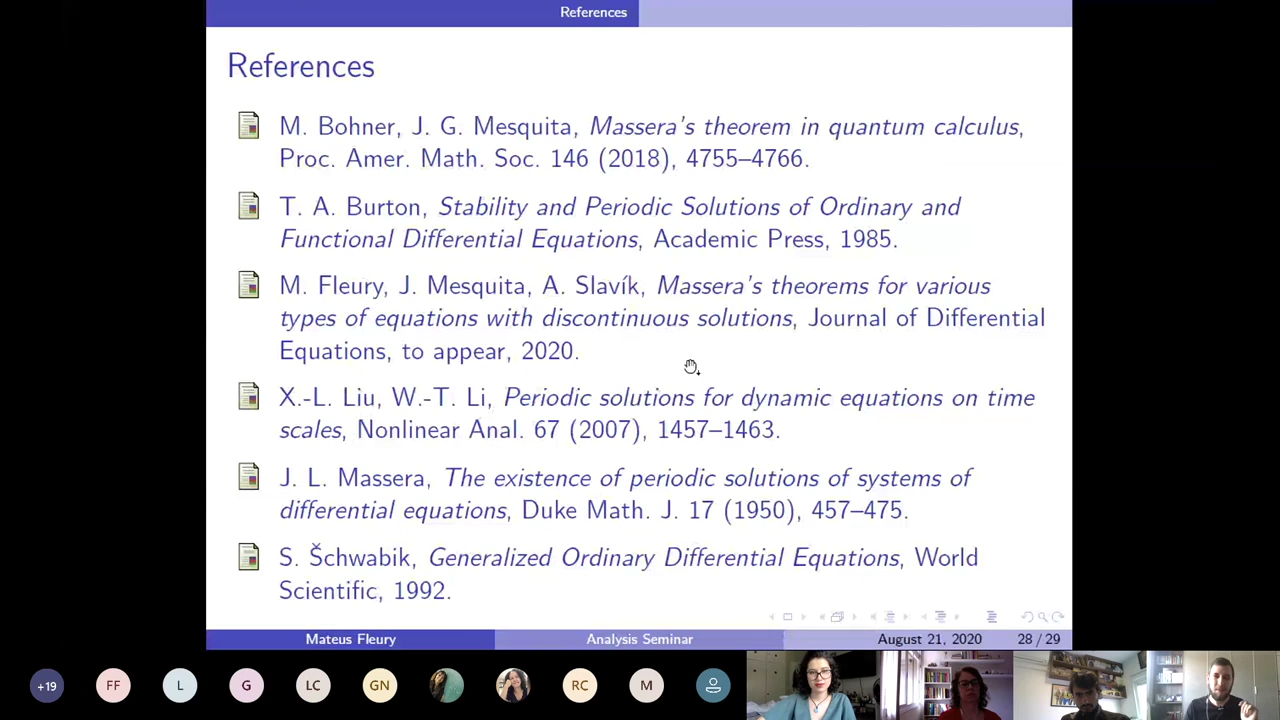 References
References
M. Bohner, J. G. Mesquita, Massera's theorem in quantum calculus,
Proc. Amer. Math. Soc. 146 (2018), 4755–4766.
T. A. Burton, Stability and Periodic Solutions of Ordinary and
Functional Differential Equations, Academic Press, 1985.
M. Fleury, J. Mesquita, A. Slavík, Massera's theorems for various
types of equations with discontinuous solutions, Journal of Differential
Equations, to appear, 2020.
X.-L. Liu, W.-T. Li, Periodic solutions for dynamic equations on time
scales, Nonlinear Anal. 67 (2007), 1457–1463.
J. L. Massera, The existence of periodic solutions of systems of
differential equations, Duke Math. J. 17 (1950), 457–475.
S. Šchwabik, Generalized Ordinary Differential Equations, World
Scientific, 1992.
Mateus Fleury Analysis Seminar August 21, 2020 28 / 29
+19 FF L G LC GN RC M